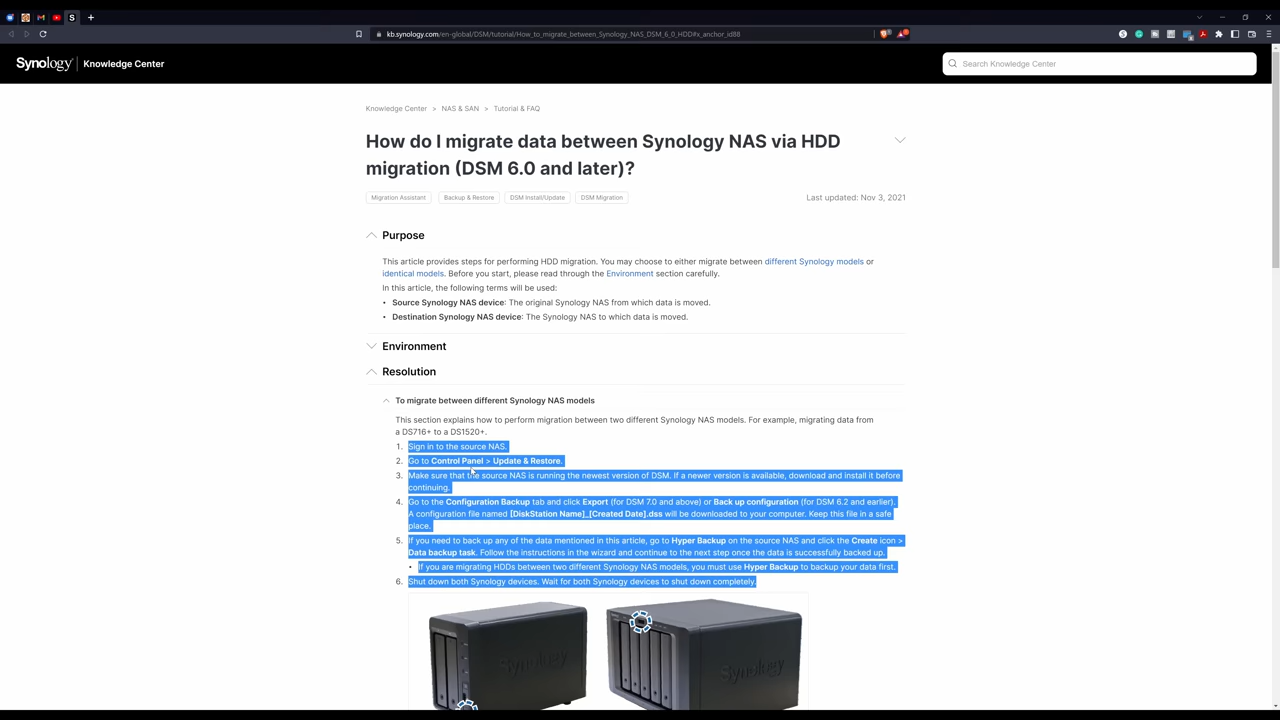 S
kb.synology.com/en-global/DSM/tutorial/How_to_migrate_between_Synology_NAS_DSM_6_0_HDD#x_anchor_id88
Synology
Knowledge Center
Search Knowledge Center
Knowledge Center > NAS & SAN > Tutorial & FAQ
How do I migrate data between Synology NAS via HDD
migration (DSM 6.0 and later)?
Migration Assistant
Backup & Restore
DSM Install/Update
DSM Migration
Last updated: Nov 3, 2021
Purpose
This article provides steps for performing HDD migration. You may choose to either migrate between different Synology models or
identical models. Before you start, please read through the Environment section carefully.
In this article, the following terms will be used:
• Source Synology NAS device: The original Synology NAS from which data is moved.
• Destination Synology NAS device: The Synology NAS to which data is moved.
Environment
Resolution
To migrate between different Synology NAS models
This section explains how to perform migration between two different Synology NAS models. For example, migrating data from
a DS716+ to a DS1520+.
1. Sign in to the source NAS.
2. Go to Control Panel > Update & Restore.
3. Make sure that the source NAS is running the newest version of DSM. If a newer version is available, download and install it before
continuing.
4. Go to the Configuration Backup tab and click Export (for DSM 7.0 and above) or Back up configuration (for DSM 6.2 and earlier).
A configuration file named [DiskStation Name]_[Created Date].dss will be downloaded to your computer. Keep this file in a safe
place.
5. If you need to back up any of the data mentioned in this article, go to Hyper Backup on the source NAS and click the Create icon >
Data backup task. Follow the instructions in the wizard and continue to the next step once the data is successfully backed up.
• If you are migrating HDDs between two different Synology NAS models, you must use Hyper Backup to backup your data first.
6. Shut down both Synology devices. Wait for both Synology devices to shut down completely.
Synology
Synology